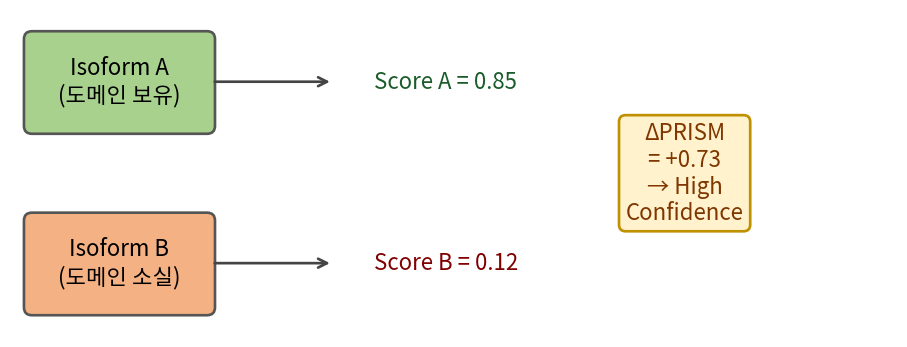 Isoform A
(도메인 보유)
Score A = 0.85
ΔPRISM
= +0.73
→ High
Confidence
Isoform B
(도메인 소실)
Score B = 0.12